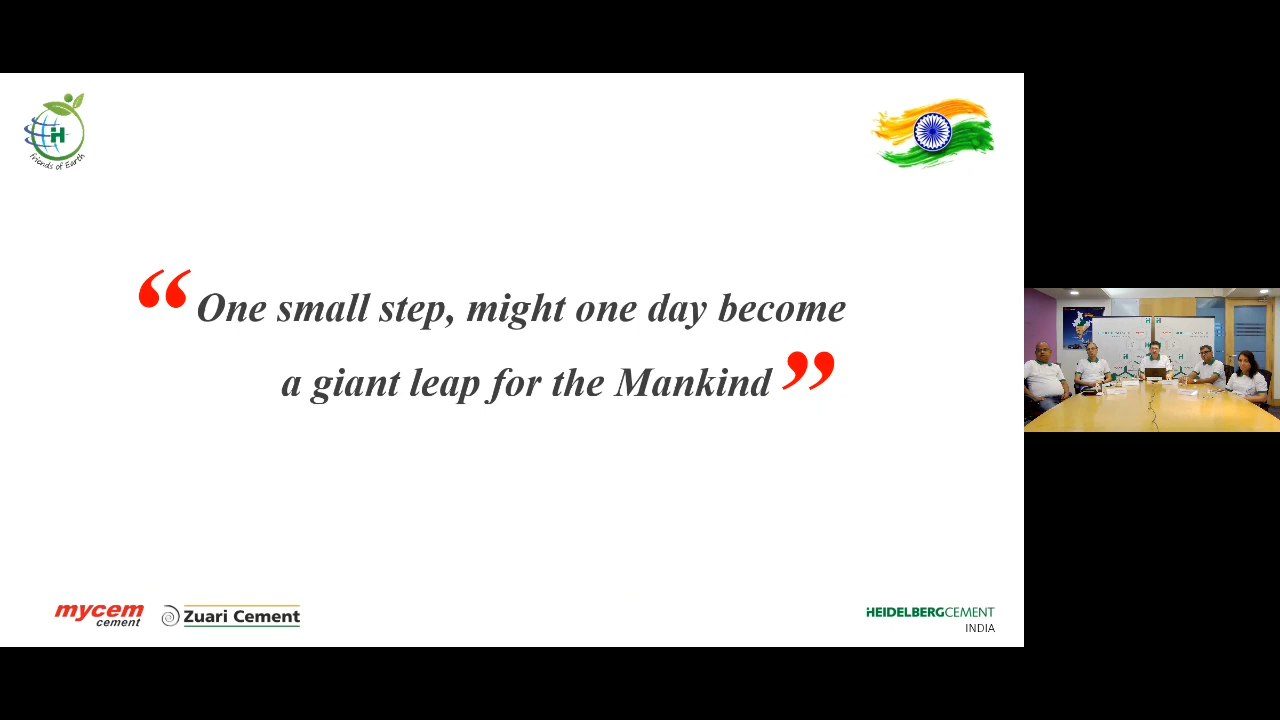 Friends of Earth
H
“One small step, might one day become
a giant leap for the Mankind”
mycem
cement
Zuari Cement
HEIDELBERGCEMENT
INDIA